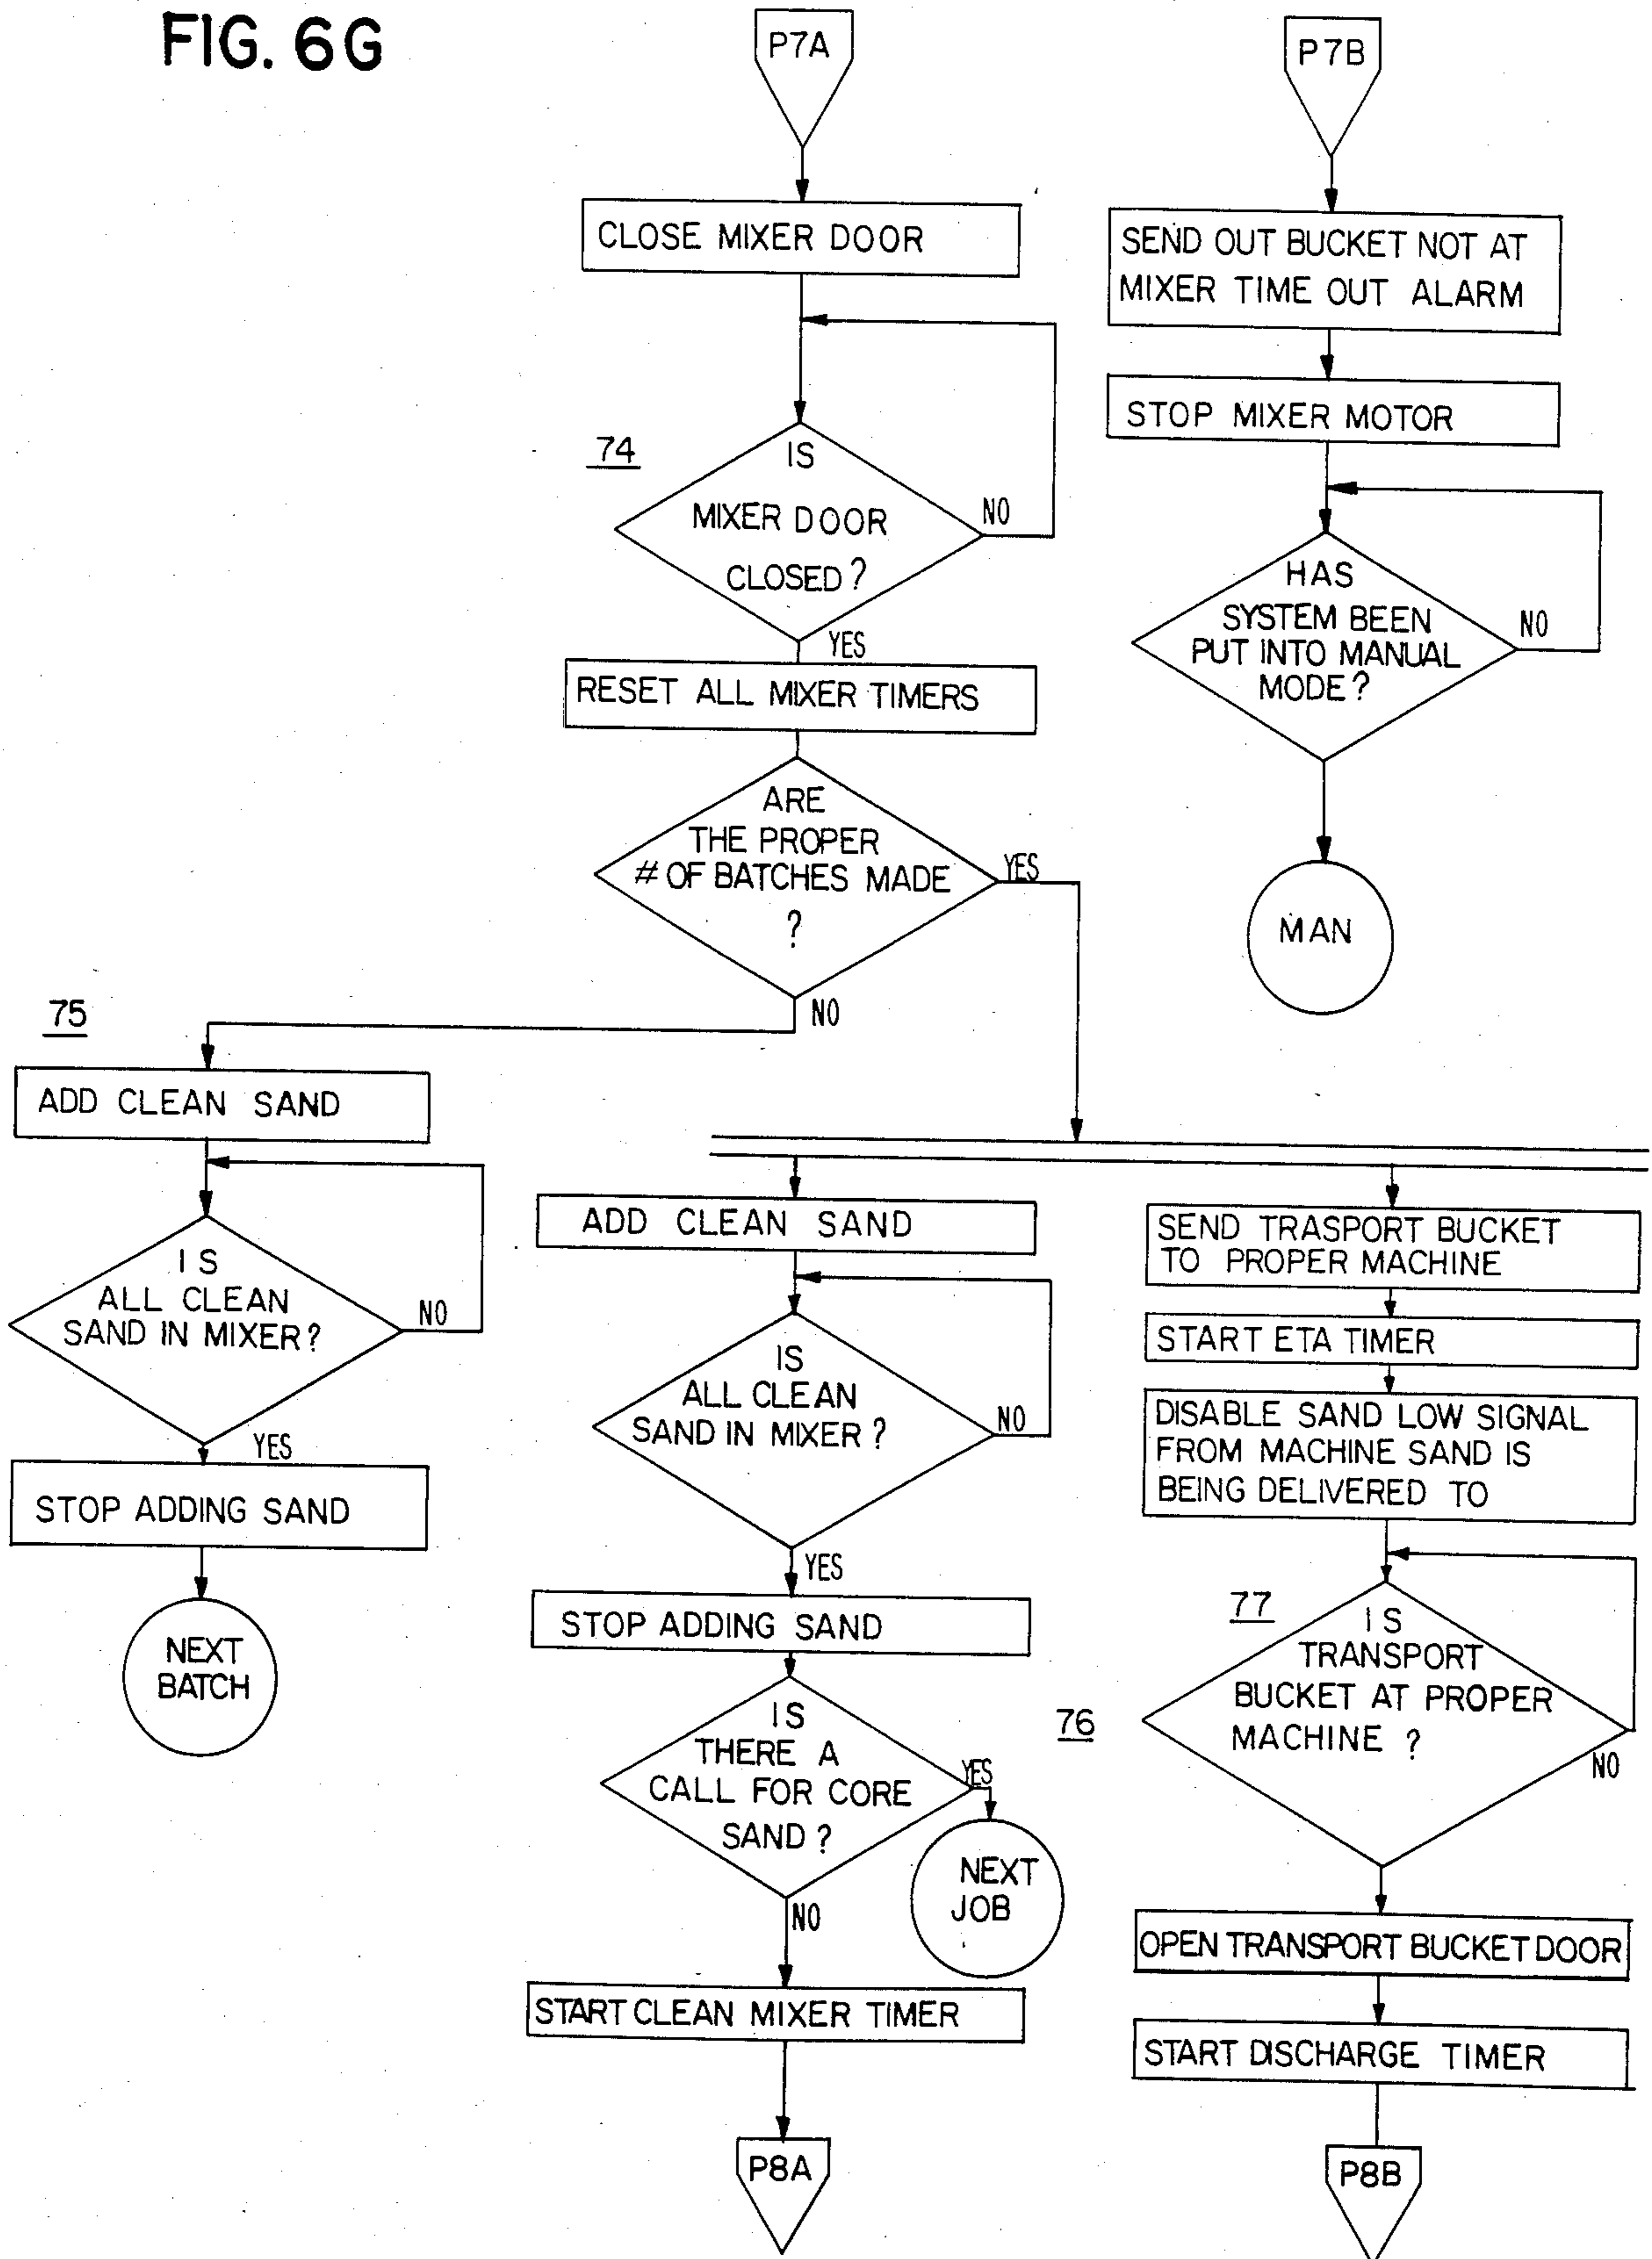 FIG. 6G
P7A
CLOSE MIXER DOOR
74
IS
MIXER DOOR
CLOSED?
NO
YES
RESET ALL MIXER TIMERS
ARE
THE PROPER
# OF BATCHES MADE
?
YES
NO
P7B
SEND OUT BUCKET NOT AT
MIXER TIME OUT ALARM
STOP MIXER MOTOR
HAS
SYSTEM BEEN
PUT INTO MANUAL
MODE?
NO
MAN
75
ADD CLEAN SAND
IS
ALL CLEAN
SAND IN MIXER?
NO
YES
STOP ADDING SAND
NEXT
BATCH
ADD CLEAN SAND
IS
ALL CLEAN
SAND IN MIXER?
NO
YES
STOP ADDING SAND
76
IS
THERE A
CALL FOR CORE
SAND?
YES
NEXT
JOB
NO
START CLEAN MIXER TIMER
P8A
SEND TRASPORT BUCKET
TO PROPER MACHINE
START ETA TIMER
DISABLE SAND LOW SIGNAL
FROM MACHINE SAND IS
BEING DELIVERED TO
77
IS
TRANSPORT
BUCKET AT PROPER
MACHINE ?
NO
OPEN TRANSPORT BUCKET DOOR
START DISCHARGE TIMER
P8B